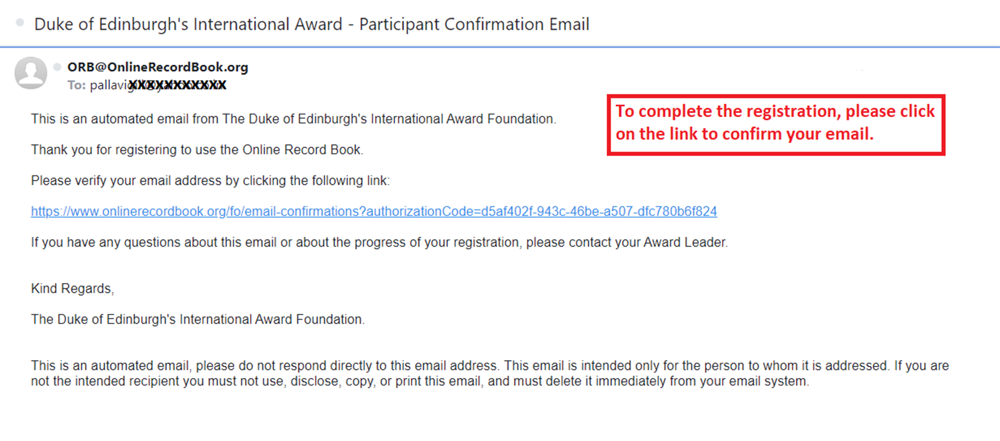 Duke of Edinburgh's International Award - Participant Confirmation Email
ORB@OnlineRecordBook.org
To: pallavi
XXXXXXXXXXX
To complete the registration, please click
on the link to confirm your email.
This is an automated email from The Duke of Edinburgh's International Award Foundation.
Thank you for registering to use the Online Record Book.
Please verify your email address by clicking the following link:
https://www.onlinerecordbook.org/fo/email-confirmations?authorizationCode=d5af402f-943c-46be-a507-dfc780b6f824
If you have any questions about this email or about the progress of your registration, please contact your Award Leader.
Kind Regards,
The Duke of Edinburgh's International Award Foundation.
This is an automated email, please do not respond directly to this email address. This email is intended only for the person to whom it is addressed. If you are
not the intended recipient you must not use, disclose, copy, or print this email, and must delete it immediately from your email system.